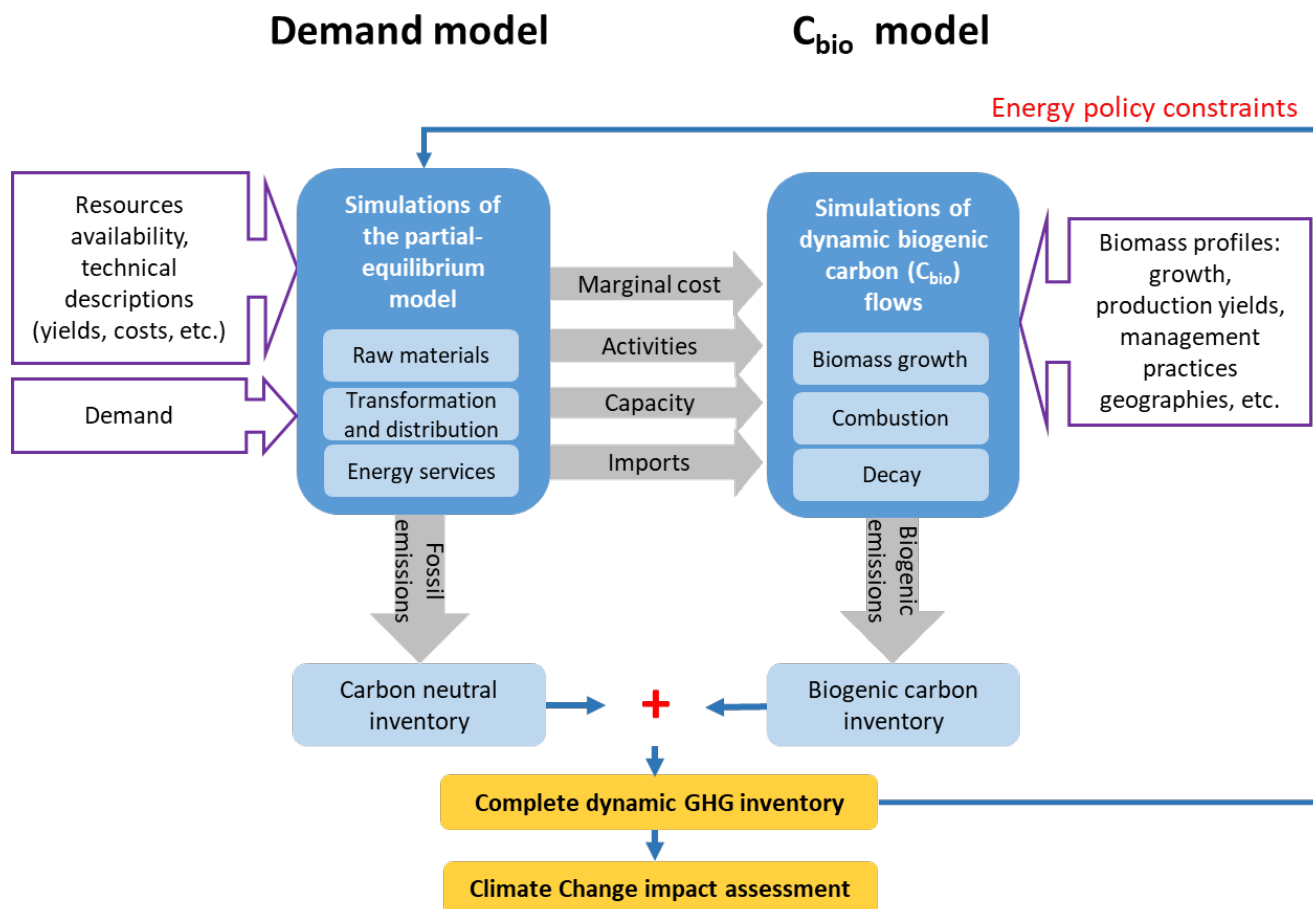 Demand model
C_bio model
Energy policy constraints
Resources
availability,
technical
descriptions
(yields, costs, etc.)
Demand
Simulations of
the partial-
equilibrium
model
Raw materials
Transformation
and distribution
Energy services
Marginal cost
Activities
Capacity
Imports
Simulations of
dynamic biogenic
carbon (C_bio)
flows
Biomass growth
Combustion
Decay
Biomass profiles:
growth,
production yields,
management
practices
geographies, etc.
Fossil
emissions
Biogenic
emissions
Carbon neutral
inventory
+
Biogenic carbon
inventory
Complete dynamic GHG inventory
Climate Change impact assessment